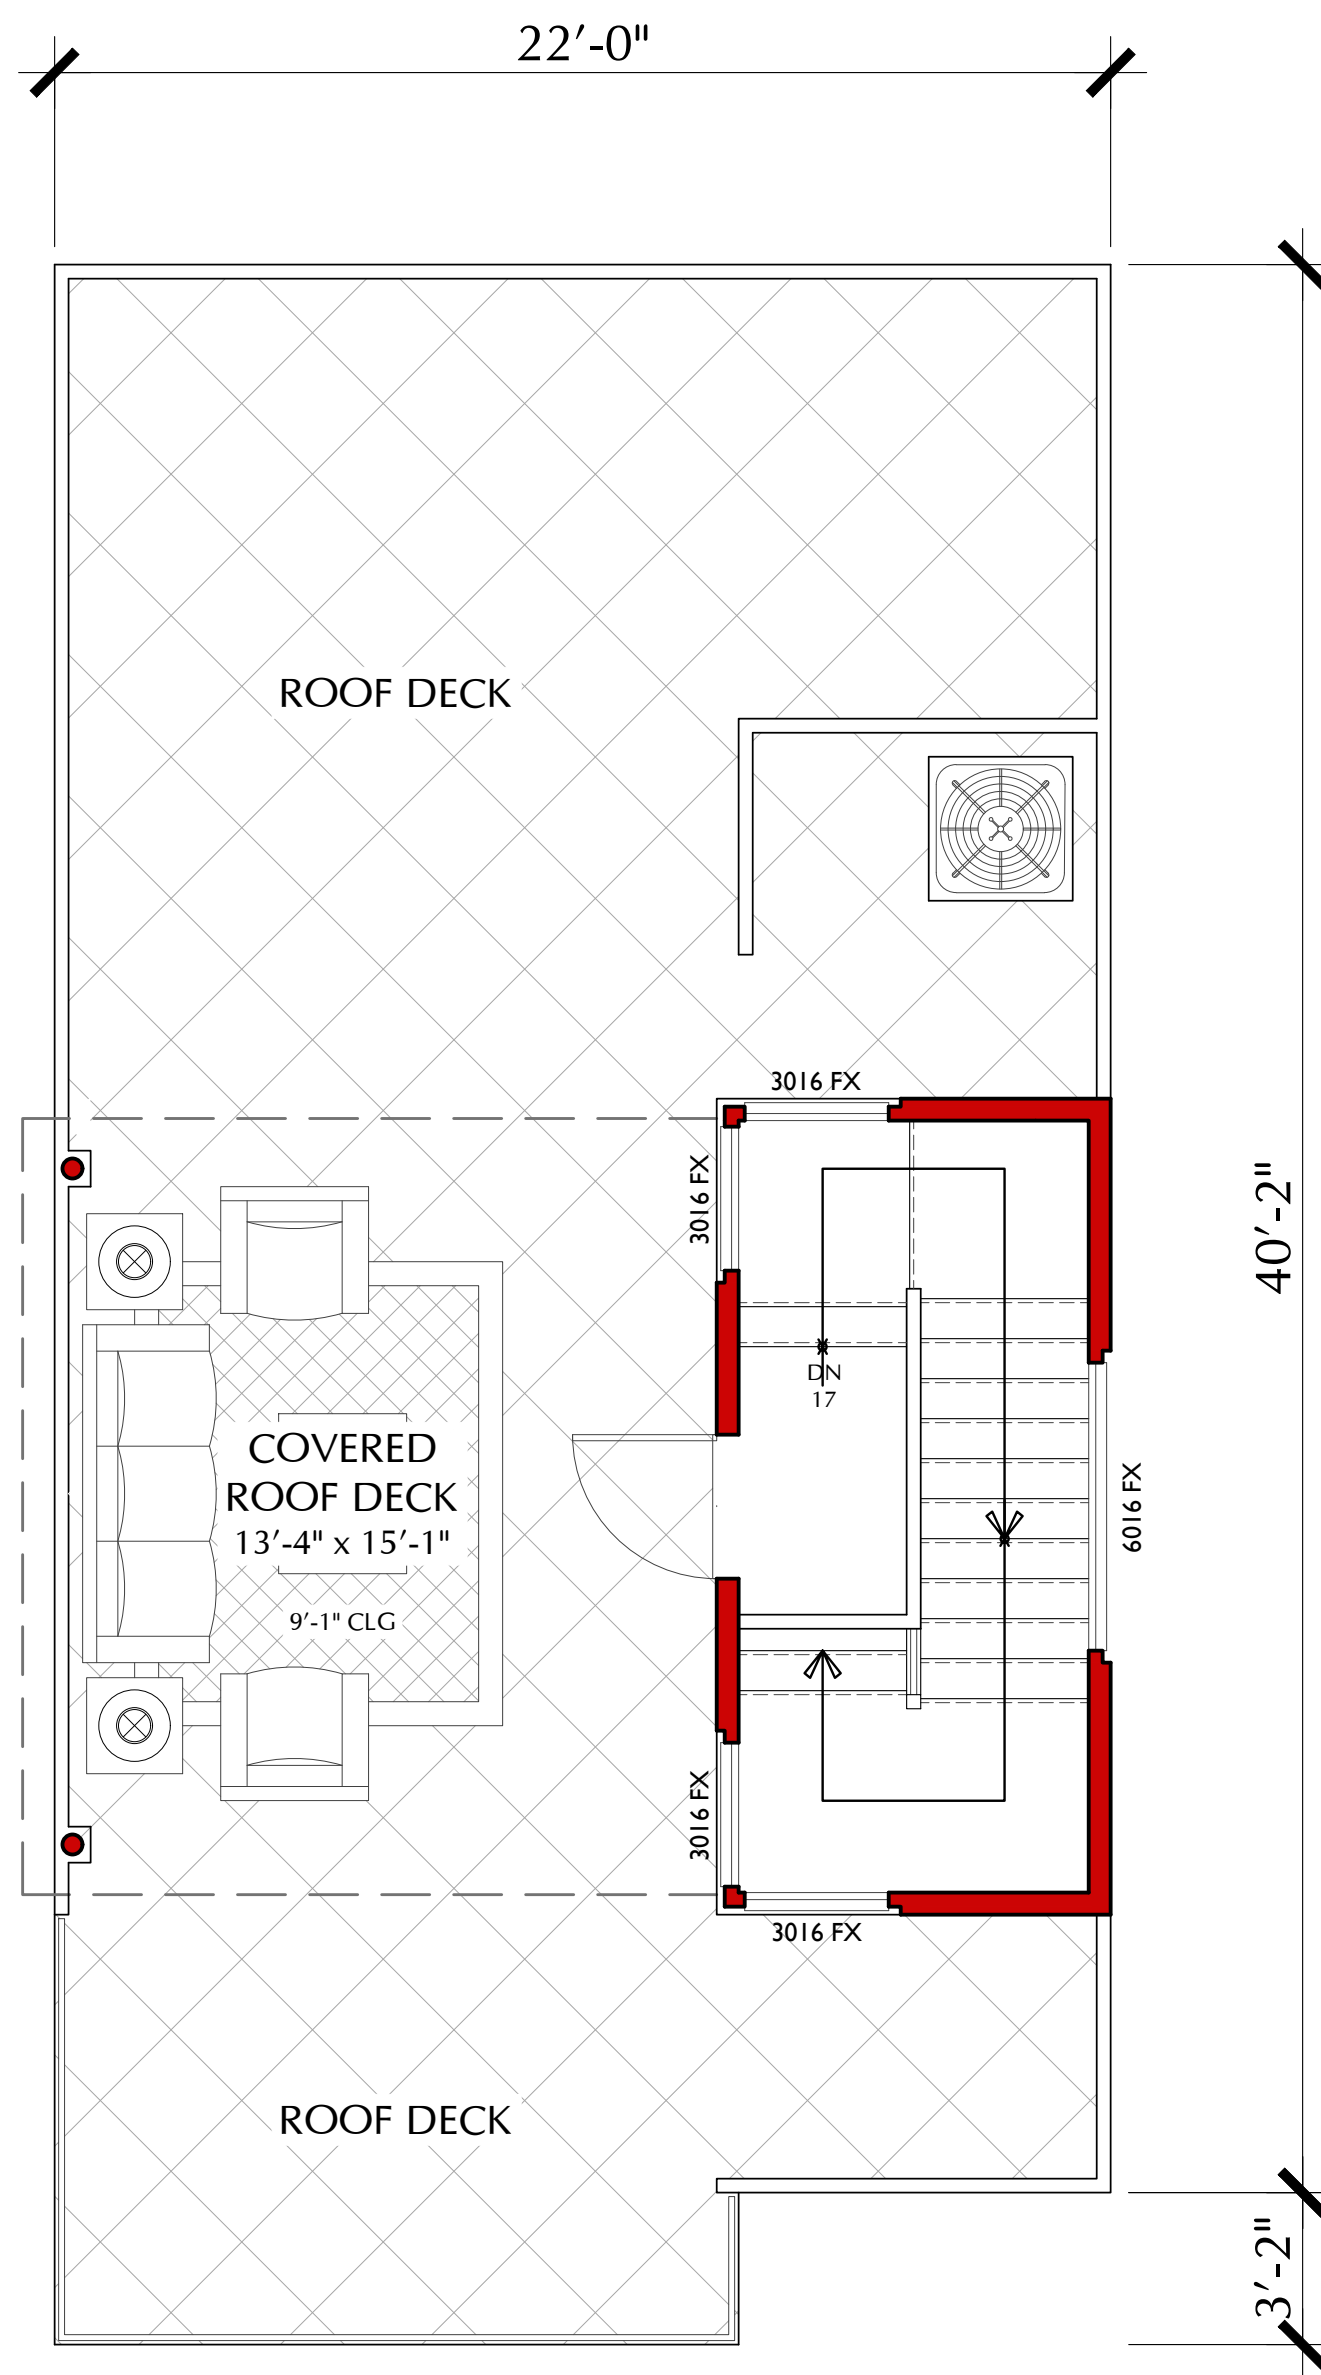 22'-0"
ROOF DECK
3016 FX
3016 FX
40'-2"
DN
17
COVERED
ROOF DECK
13'-4" x 15'-1"
9'-1" CLG
6016 FX
3016 FX
3016 FX
ROOF DECK
3'-2"